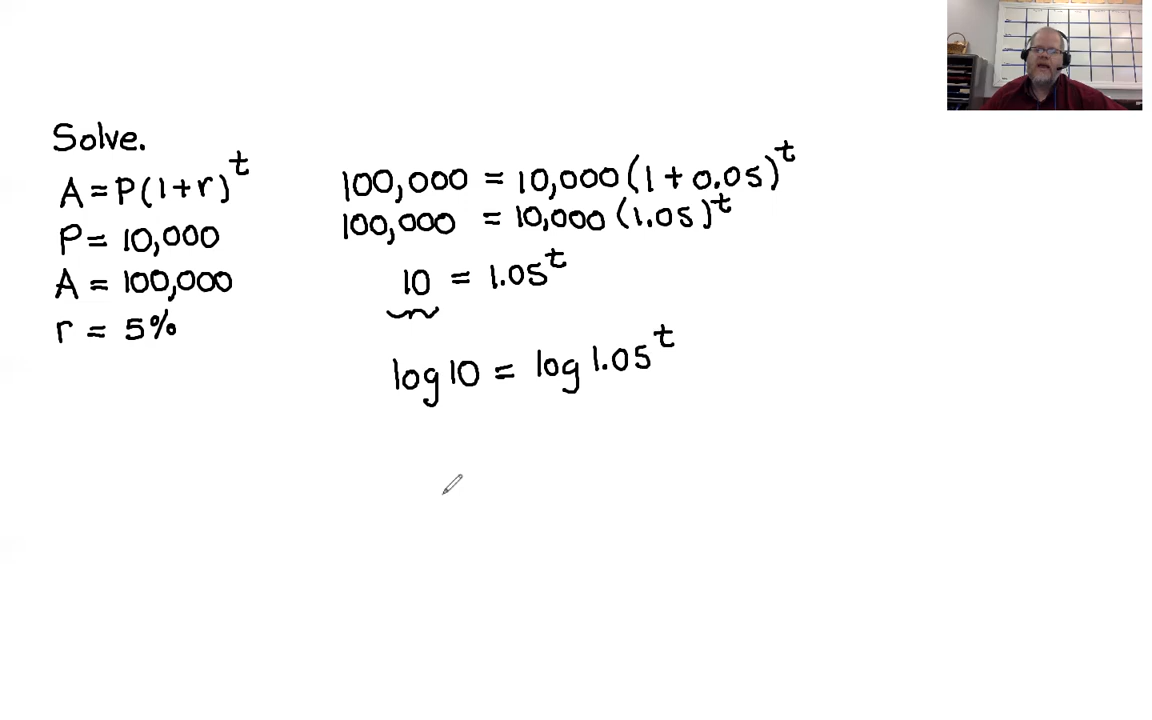 Solve.
A = P(1+r)^t
P = 10,000
A = 100,000
r = 5%
100,000 = 10,000(1 + 0.05)^t
100,000 = 10,000(1.05)^t
10 = 1.05^t
log 10 = log 1.05^t